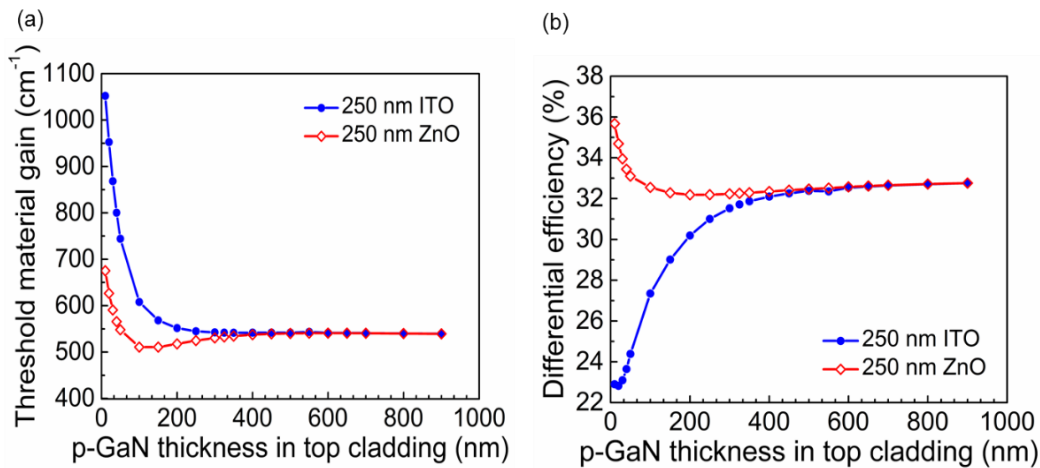 (a)
Threshold material gain (cm⁻¹)
1100
1000
900
800
700
600
500
400
0 200 400 600 800 1000
p-GaN thickness in top cladding (nm)
250 nm ITO
250 nm ZnO
(b)
Differential efficiency (%)
38
36
34
32
30
28
26
24
22
0 200 400 600 800 1000
p-GaN thickness in top cladding (nm)
250 nm ITO
250 nm ZnO